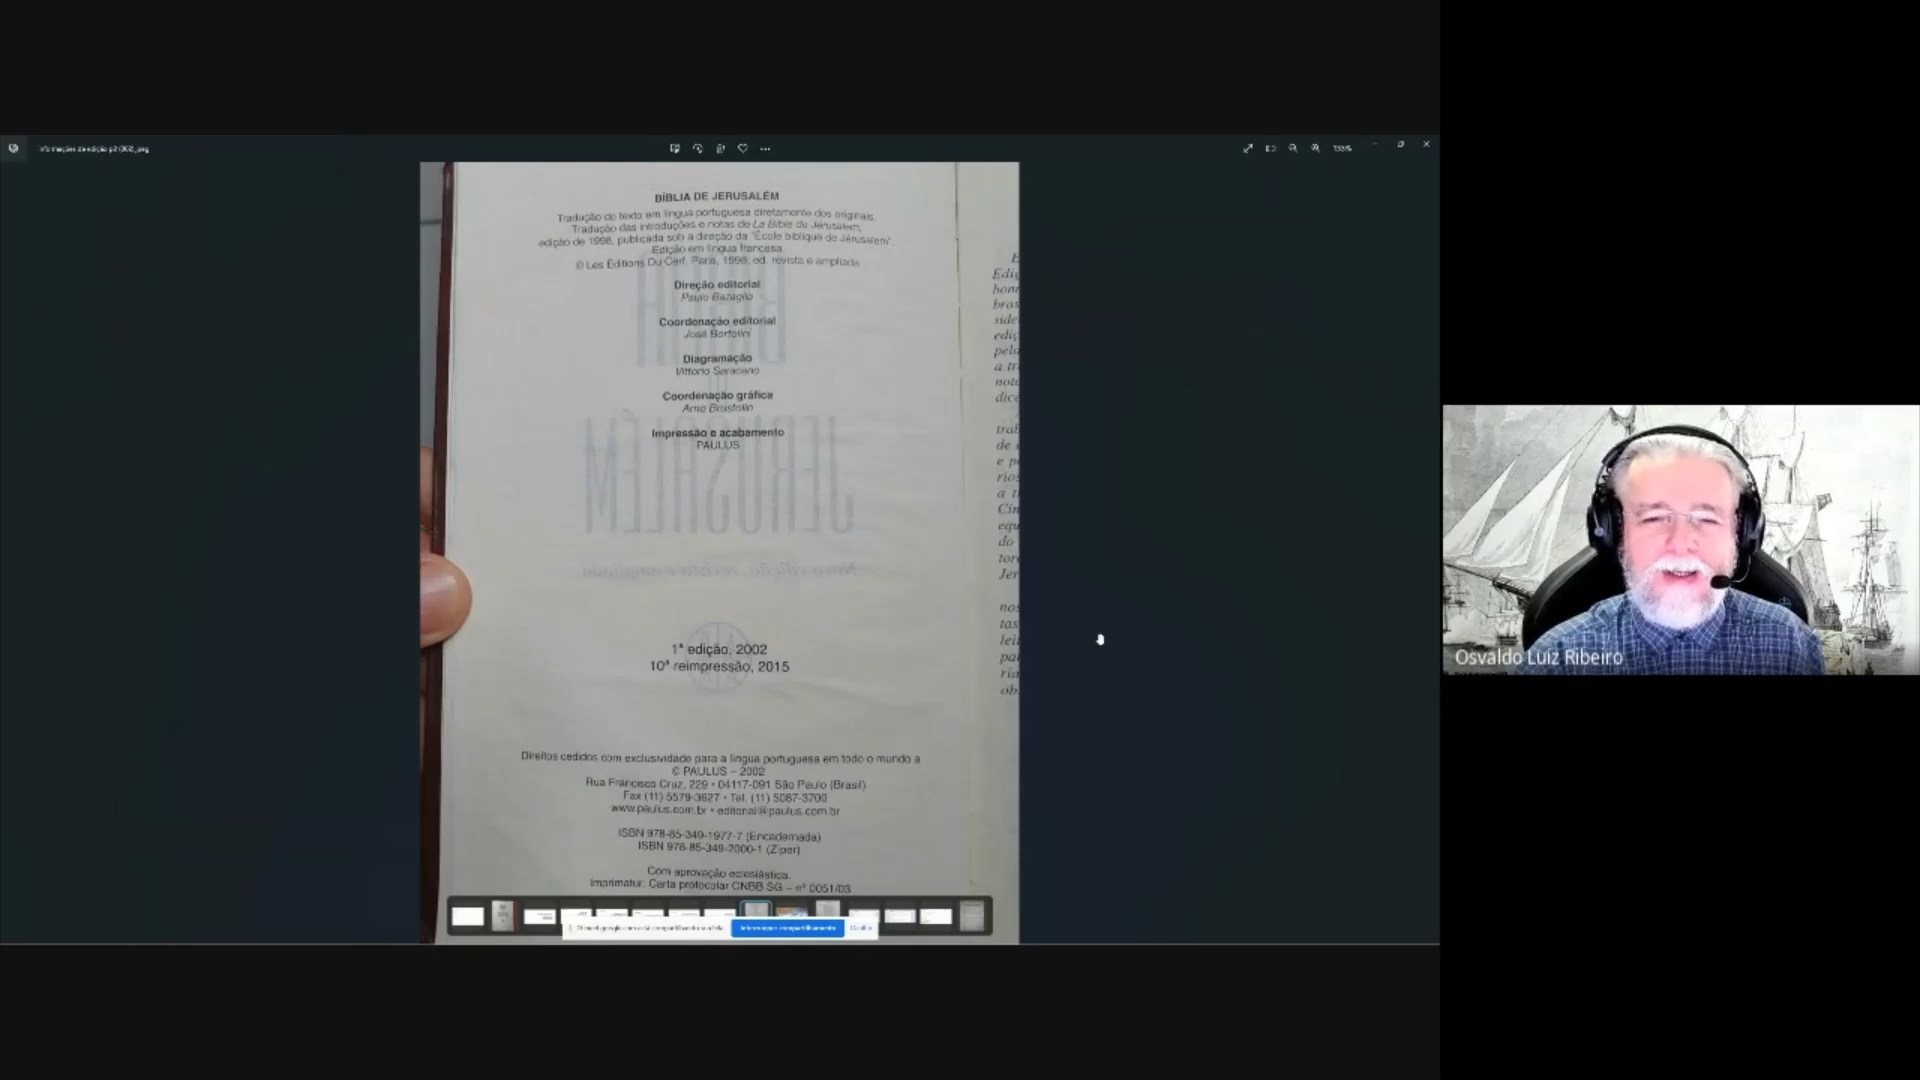 BÍBLIA DE JERUSALÉM
Tradução do texto em língua portuguesa diretamente dos originais.
Tradução das introduções e notas de La Bible de Jérusalem,
edição de 1998, publicada sob a direção da "École biblique de Jérusalem".
Edição em língua francesa
© Les Éditions Du Cerf, Paris, 1998, ed. revista e ampliada
Direção editorial
Paulo Bazaglia
Coordenação editorial
José Bortolini
Diagramação
Vittorio Saraceno
Coordenação gráfica
Arno Brustolin
Impressão e acabamento
PAULUS
JERUSALÉM
Nova edição, revista e ampliada
1ª edição, 2002
10ª reimpressão, 2015
Direitos cedidos com exclusividade para a língua portuguesa em todo o mundo a
© PAULUS – 2002
Rua Francisco Cruz, 229 • 04117-091 São Paulo (Brasil)
Fax (11) 5579-3627 • Tel. (11) 5087-3700
www.paulus.com.br • editorial@paulus.com.br
ISBN 978-85-349-1977-7 (Encadernada)
ISBN 978-85-349-2000-1 (Zíper)
Com aprovação eclesiástica.
Imprimatur: Carta protocolar CNBB SG – nº 0051/03
Interromper compartilhamento
Osvaldo Luiz Ribeiro